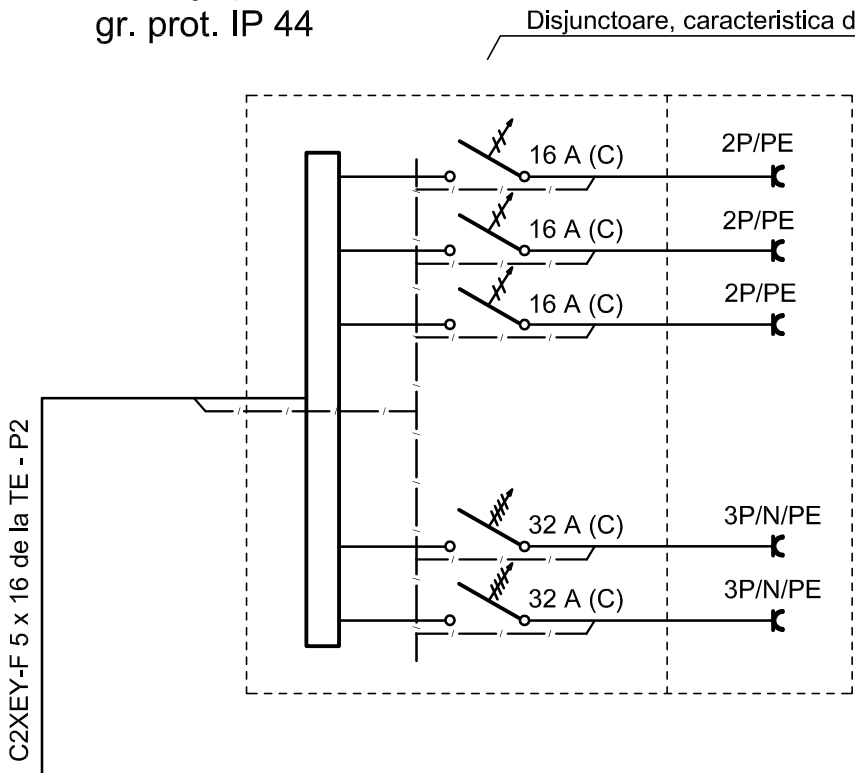 gr. prot. IP 44
Disjunctoare, caracteristica d
16 A (C)
2P/PE
16 A (C)
2P/PE
16 A (C)
2P/PE
32 A (C)
3P/N/PE
32 A (C)
3P/N/PE
C2XEY-F 5 x 16 de la TE - P2